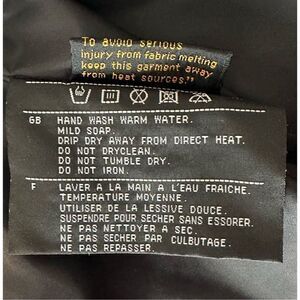 To avoid serious
injury from fabric melting
keep this garment away
from heat sources!"
GB HAND WASH WARM WATER.
MILD SOAP.
DRIP DRY AWAY FROM DIRECT HEAT.
DO NOT DRYCLEAN.
DO NOT TUMBLE DRY.
DO NOT IRON.
F LAVER A LA MAIN A L'EAU FRAICHE.
TEMPERATURE MOYENNE.
UTILISER DE LA LESSIVE DOUCE.
SUSPENDRE POUR SECHER SANS ESSORER.
NE PAS NETTOYER A SEC.
NE PAS SECHER PAR CULBUTAGE.
NE PAS REPASSER.